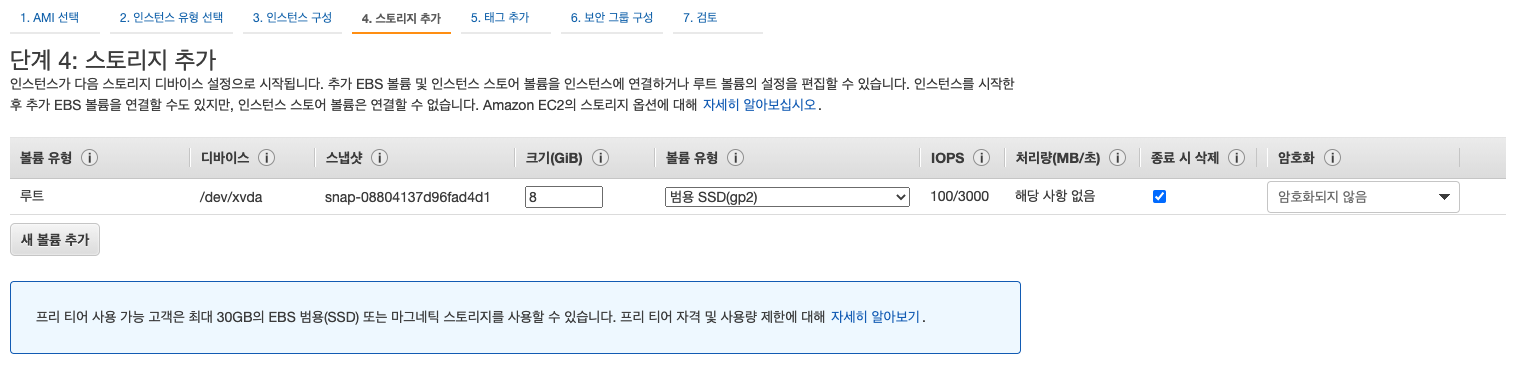 1. AMI 선택 2. 인스턴스 유형 선택 3. 인스턴스 구성 4. 스토리지 추가 5. 태그 추가 6. 보안 그룹 구성 7. 검토
단계 4: 스토리지 추가
인스턴스가 다음 스토리지 디바이스 설정으로 시작됩니다. 추가 EBS 볼륨 및 인스턴스 스토어 볼륨을 인스턴스에 연결하거나 루트 볼륨의 설정을 편집할 수 있습니다. 인스턴스를 시작한
후 추가 EBS 볼륨을 연결할 수도 있지만, 인스턴스 스토어 볼륨은 연결할 수 없습니다. Amazon EC2의 스토리지 옵션에 대해 자세히 알아보십시오.
볼륨 유형 i 디바이스 i 스냅샷 i 크기(GiB) i 볼륨 유형 i IOPS i 처리량(MB/초) i 종료 시 삭제 i 암호화 i
루트 /dev/xvda snap-08804137d96fad4d1 8 범용 SSD(gp2) 100/3000 해당 사항 없음 암호화되지 않음
새 볼륨 추가
프리 티어 사용 가능 고객은 최대 30GB의 EBS 범용(SSD) 또는 마그네틱 스토리지를 사용할 수 있습니다. 프리 티어 자격 및 사용량 제한에 대해 자세히 알아보기.